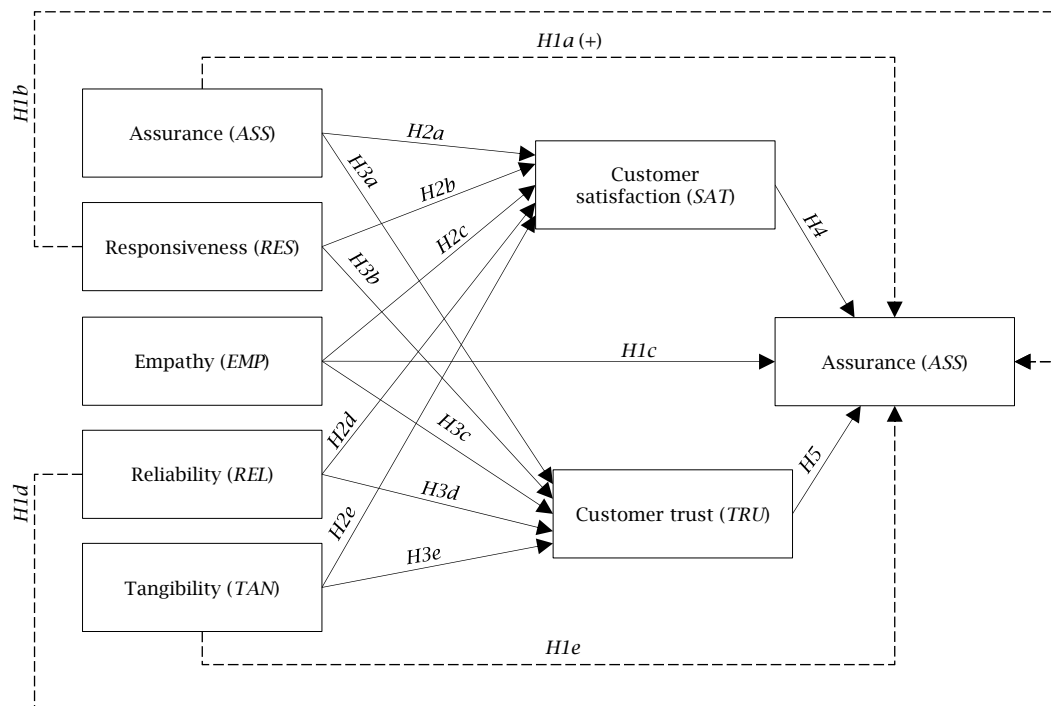 H1a (+)
H1b
Assurance (ASS)
H2a
H3a
Customer
satisfaction (SAT)
H2b
Responsiveness (RES)
H2c
H4
H3b
Empathy (EMP)
H1c
Assurance (ASS)
H2d
H3c
Reliability (REL)
H3d
H5
H1d
Customer trust (TRU)
H2e
H3e
Tangibility (TAN)
H1e